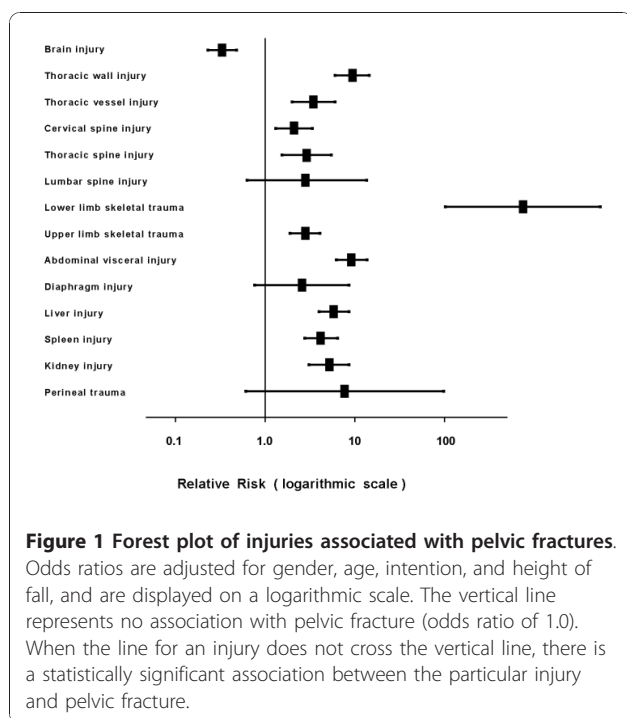 Brain injury
Thoracic wall injury
Thoracic vessel injury
Cervical spine injury
Thoracic spine injury
Lumbar spine injury
Lower limb skeletal trauma
Upper limb skeletal trauma
Abdominal visceral injury
Diaphragm injury
Liver injury
Spleen injury
Kidney injury
Perineal trauma
0.1 1.0 10 100
Relative Risk ( logarithmic scale )
Figure 1 Forest plot of injuries associated with pelvic fractures.
Odds ratios are adjusted for gender, age, intention, and height of
fall, and are displayed on a logarithmic scale. The vertical line
represents no association with pelvic fracture (odds ratio of 1.0).
When the line for an injury does not cross the vertical line, there is
a statistically significant association between the particular injury
and pelvic fracture.